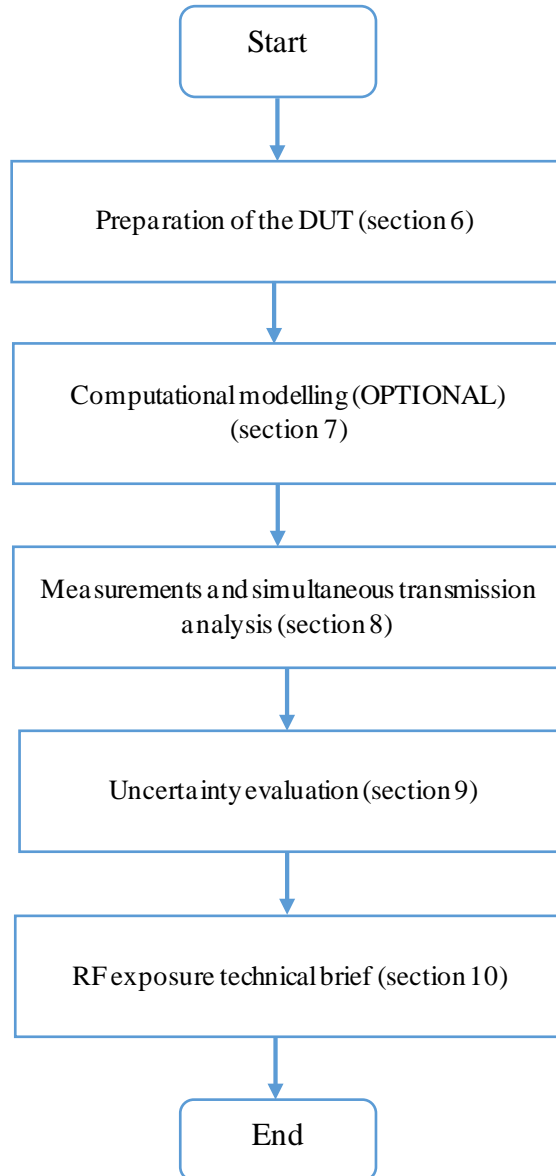 Start
Preparation of the DUT (section 6)
Computational modelling (OPTIONAL)
(section 7)
Measurements and simultaneous transmission
analysis (section 8)
Uncertainty evaluation (section 9)
RF exposure technical brief (section 10)
End